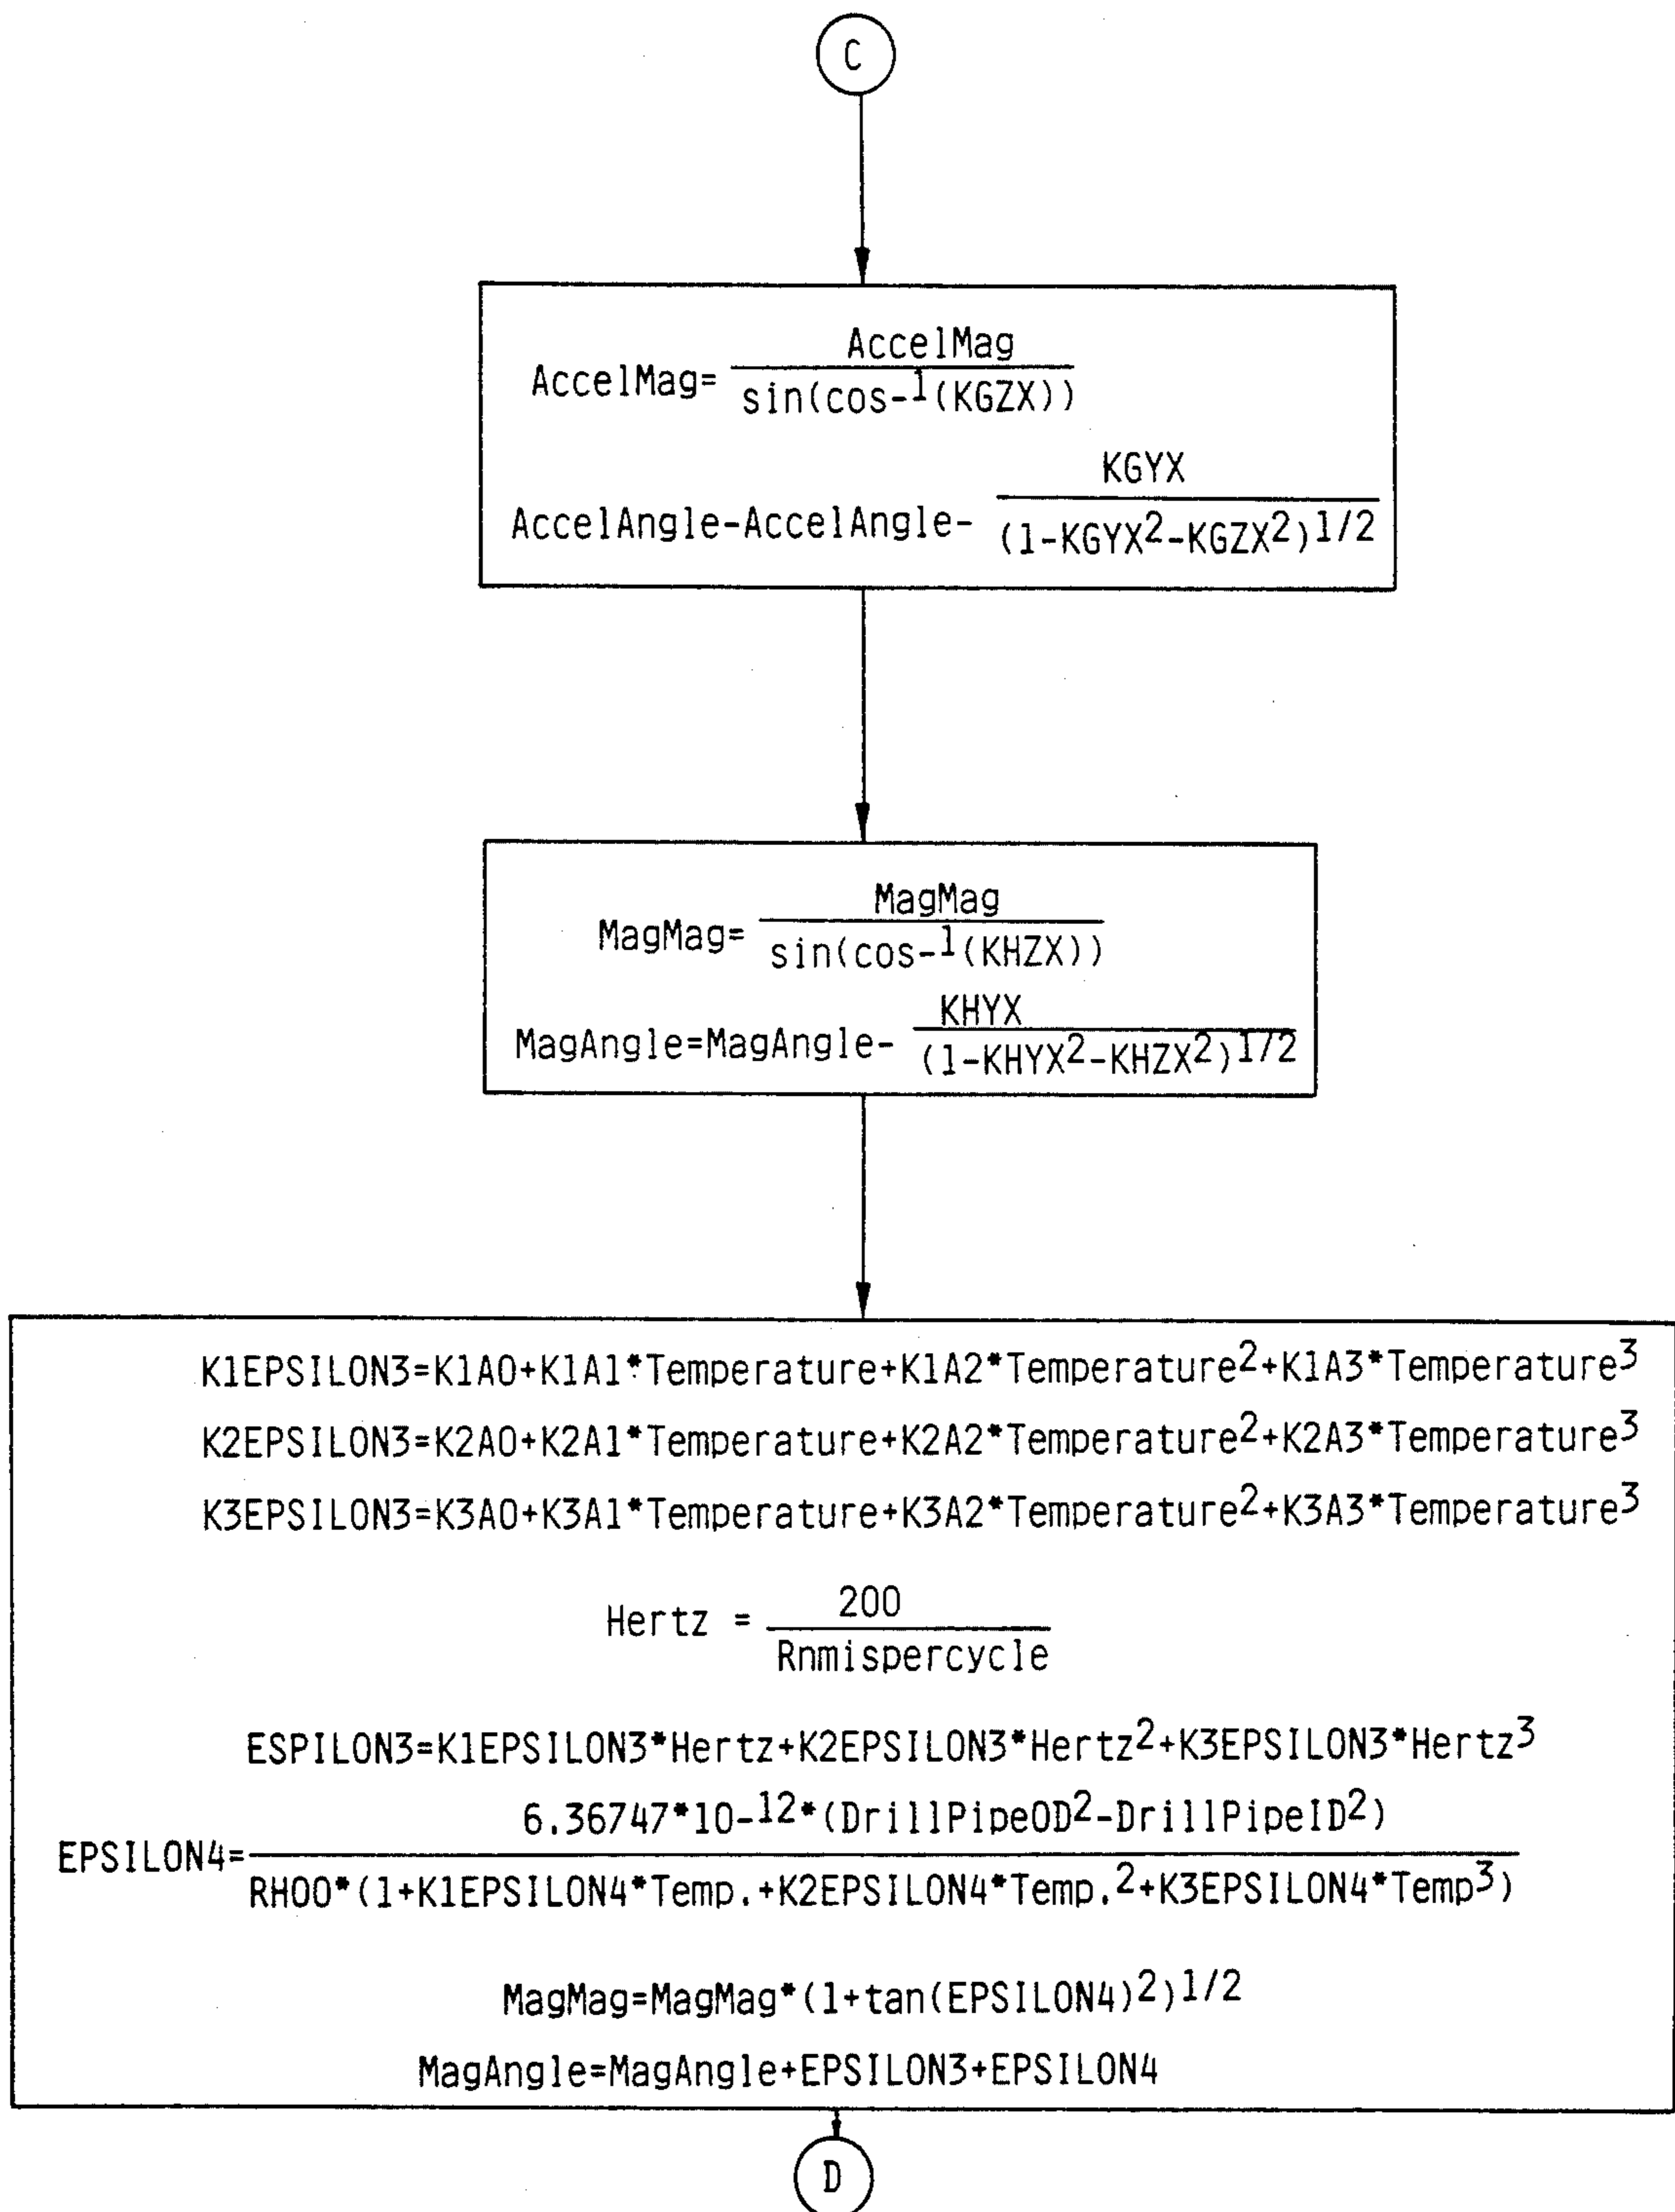 C
AccelMag= AccelMag
sin(cos-1(KGZX))
AccelAngle-AccelAngle- KGYX
(1-KGYX2-KGZX2)1/2
MagMag= MagMag
sin(cos-1(KHZX))
MagAngle=MagAngle- KHYX
(1-KHYX2-KHZX2)1/2
K1EPSILON3=K1A0+K1A1*Temperature+K1A2*Temperature2+K1A3*Temperature3
K2EPSILON3=K2A0+K2A1*Temperature+K2A2*Temperature2+K2A3*Temperature3
K3EPSILON3=K3A0+K3A1*Temperature+K3A2*Temperature2+K3A3*Temperature3
Hertz = 200
Rnmispercycle
ESPILON3=K1EPSILON3*Hertz+K2EPSILON3*Hertz2+K3EPSILON3*Hertz3
6.36747*10-12*(DrillPipeOD2-DrillPipeID2)
EPSILON4=
RHO0*(1+K1EPSILON4*Temp.+K2EPSILON4*Temp.2+K3EPSILON4*Temp3)
MagMag=MagMag*(1+tan(EPSILON4)2)1/2
MagAngle=MagAngle+EPSILON3+EPSILON4
D